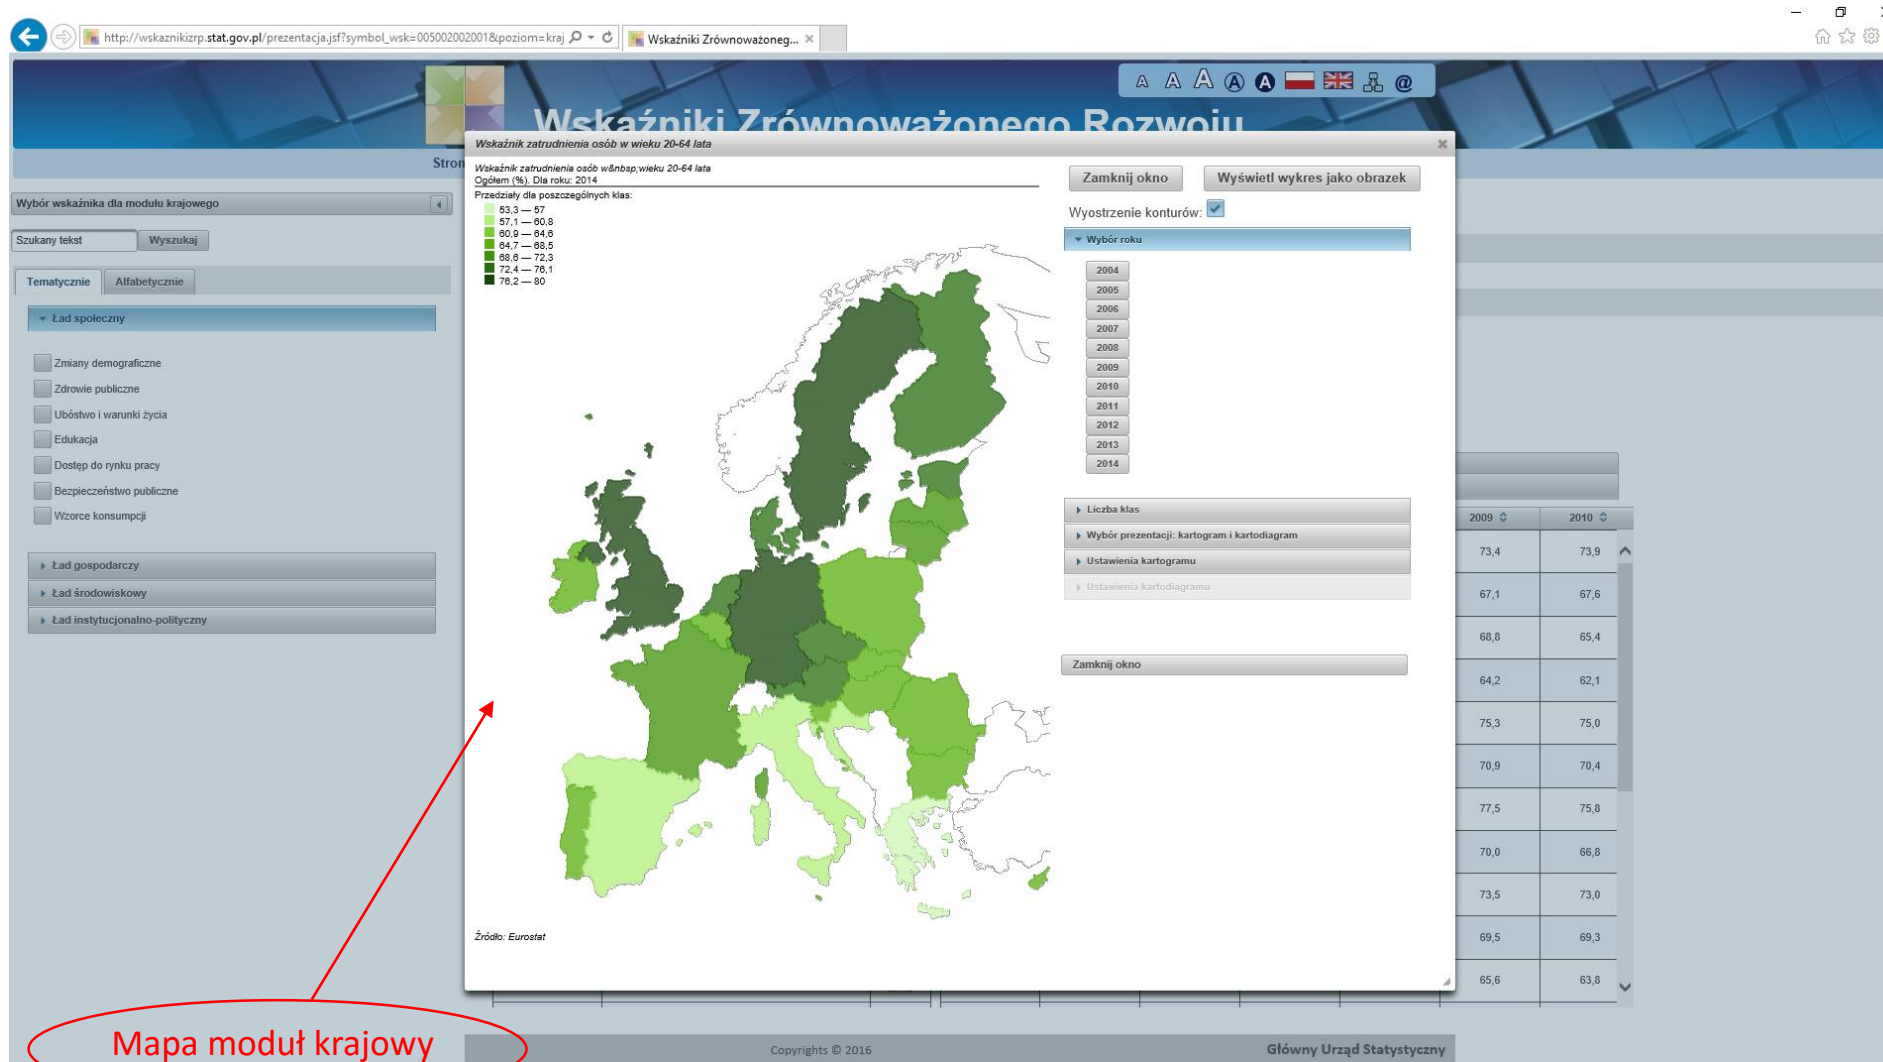 http://wskaznikizrp.stat.gov.pl/prezentacja.jsf?symbol_wsk=005002002001&poziom=kraj
Wskaźniki Zrównoważoneg...
A A A A A @
Wskaźniki Zrównoważonego Rozwoju
Stron
Wybór wskaźnika dla modułu krajowego
Szukany tekst
Wyszukaj
Tematycznie
Alfabetycznie
Ład społeczny
Zmiany demograficzne
Zdrowie publiczne
Ubóstwo i warunki życia
Edukacja
Dostęp do rynku pracy
Bezpieczeństwo publiczne
Wzorce konsumpcji
Ład gospodarczy
Ład środowiskowy
Ład instytucjonalno-polityczny
Wskaźnik zatrudnienia osób w wieku 20-64 lata
Wskaźnik zatrudnienia osób w&nbsp;wieku 20-64 lata
Ogółem (%). Dla roku: 2014
Przedziały dla poszczególnych klas:
53,3 — 57
57,1 — 60,8
60,9 — 64,6
64,7 — 68,5
68,6 — 72,3
72,4 — 76,1
76,2 — 80
Źródło: Eurostat
Zamknij okno
Wyświetl wykres jako obrazek
Wyostrzenie konturów:
Wybór roku
2004
2005
2006
2007
2008
2009
2010
2011
2012
2013
2014
Liczba klas
Wybór prezentacji: kartogram i kartodiagram
Ustawienia kartogramu
Ustawienia kartodiagramu
Zamknij okno
2009 2010
73,4 73,9
67,1 67,6
68,8 65,4
64,2 62,1
75,3 75,0
70,9 70,4
77,5 75,8
70,0 66,8
73,5 73,0
69,5 69,3
65,6 63,8
Mapa moduł krajowy
Copyrights © 2016
Główny Urząd Statystyczny